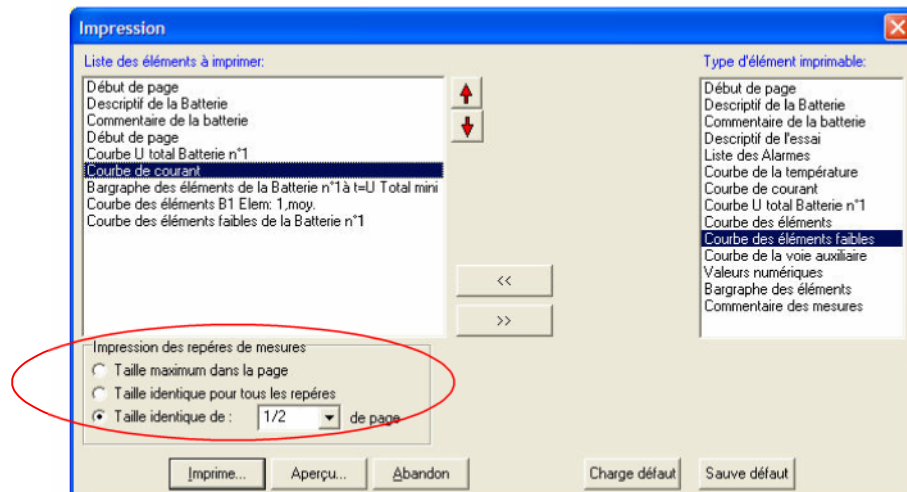 Impression
Liste des éléments à imprimer:
Début de page
Descriptif de la Batterie
Commentaire de la batterie
Début de page
Courbe U total Batterie n°1
Courbe de courant
Bargraphe des éléments de la Batterie n°1 à t=U Total mini
Courbe des éléments B1 Elem: 1,moy.
Courbe des éléments faibles de la Batterie n°1
Type d'élément imprimable:
Début de page
Descriptif de la Batterie
Commentaire de la batterie
Descriptif de l'essai
Liste des Alarmes
Courbe de la température
Courbe de courant
Courbe U total Batterie n°1
Courbe des éléments
Courbe des éléments faibles
Courbe de la voie auxiliaire
Valeurs numériques
Bargraphe des éléments
Commentaire des mesures
<<
>>
Impression des repéres de mesures
Taille maximum dans la page
Taille identique pour tous les repéres
Taille identique de : 1/2 de page
Imprime... Aperçu... Abandon Charge défaut Sauve défaut